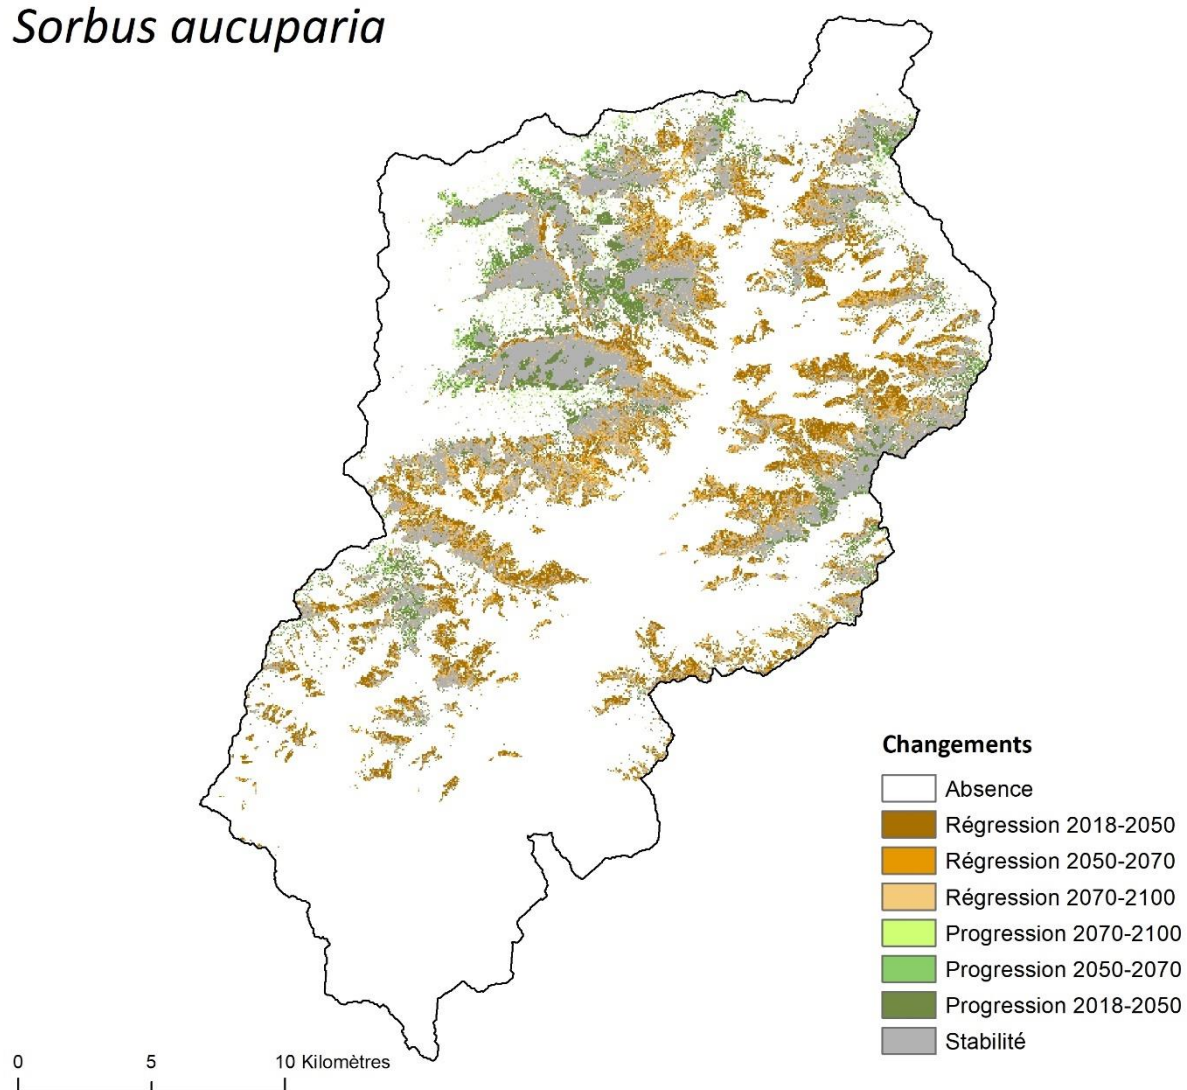 Sorbus aucuparia
Changements
Absence
Régression 2018-2050
Régression 2050-2070
Régression 2070-2100
Progression 2070-2100
Progression 2050-2070
Progression 2018-2050
Stabilité
0 5 10 Kilomètres